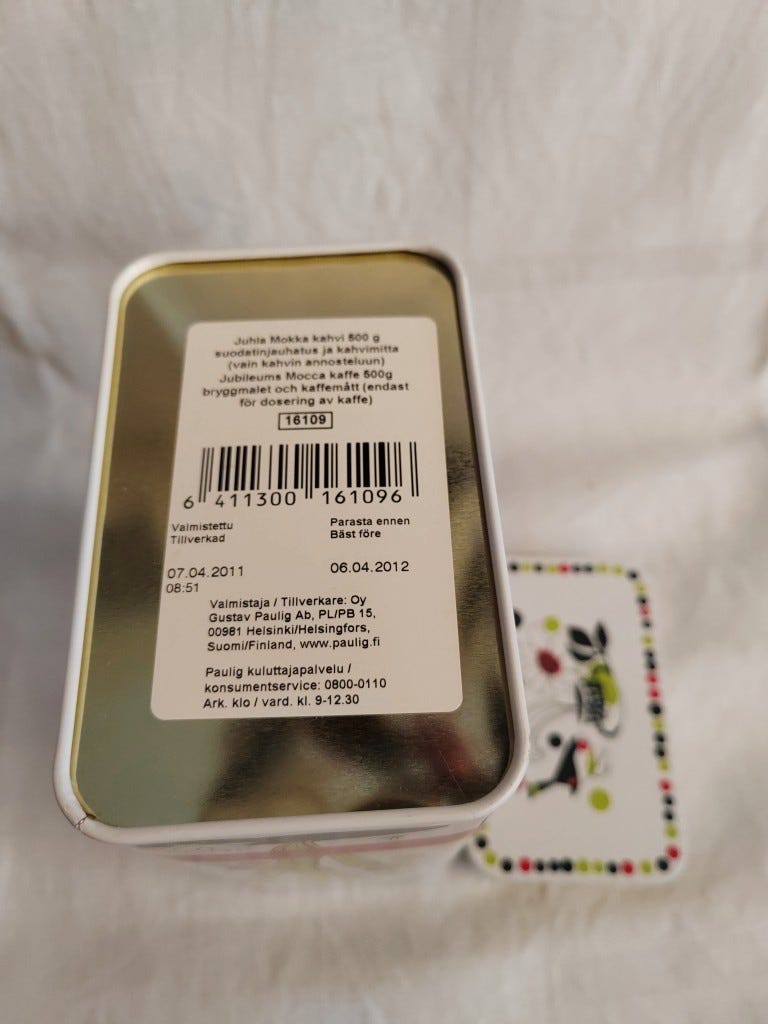 Juhla Mokka kahvi 500 g
suodatinjauhatus ja kahvimitta
(vain kahvin annosteluun)
Jubileums Mocca kaffe 500g
bryggmalet och kaffemått (endast
för dosering av kaffe)
16109
6 411300 161096
Valmistettu Parasta ennen
Tillverkad Bäst före
07.04.2011 06.04.2012
08:51
Valmistaja / Tillverkare: Oy
Gustav Paulig Ab, PL/PB 15,
00981 Helsinki/Helsingfors,
Suomi/Finland, www.paulig.fi
Paulig kuluttajapalvelu /
konsumentservice: 0800-0110
Ark. klo / vard. kl. 9-12.30